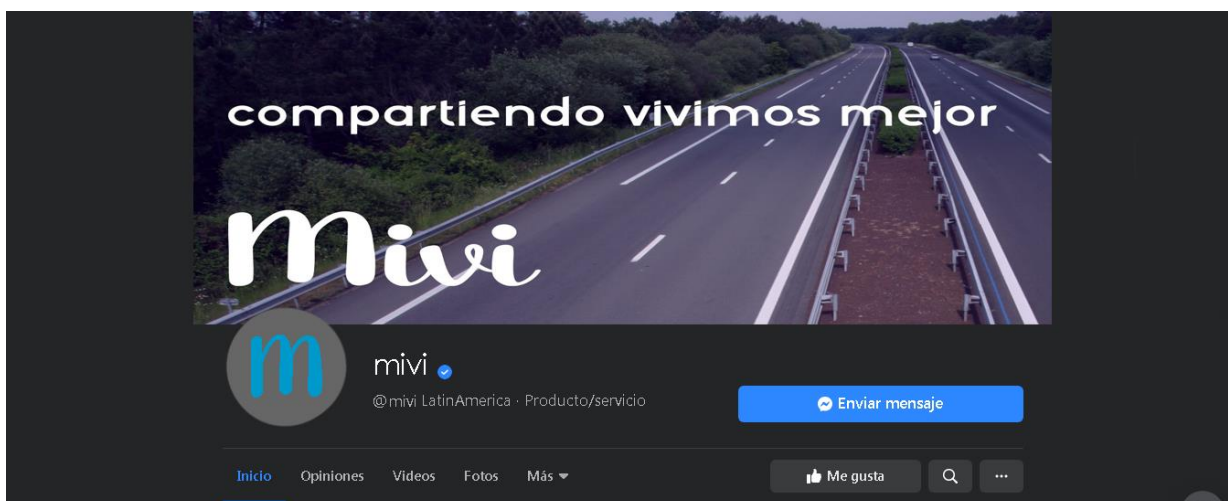 compartiendo vivimos mejor
Mivi
m
mivi
@mivi LatinAmerica · Producto/servicio
Enviar mensaje
Inicio Opiniones Videos Fotos Más
Me gusta